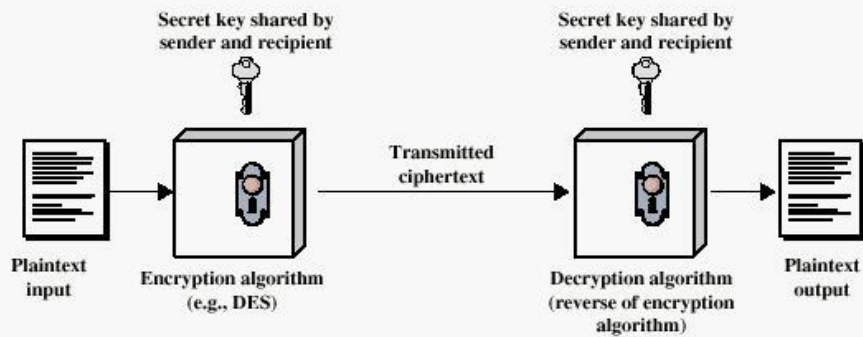 Secret key shared by
sender and recipient
Secret key shared by
sender and recipient
Transmitted
ciphertext
Plaintext
input
Encryption algorithm
(e.g., DES)
Decryption algorithm
(reverse of encryption
algorithm)
Plaintext
output